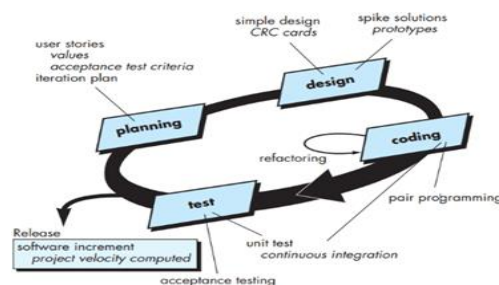 simple design
CRC cards
spike solutions
prototypes
user stories
values
acceptance test criteria
iteration plan
design
planning
coding
refactoring
test
pair programming
Release
software increment
project velocity computed
unit test
continuous integration
acceptance testing